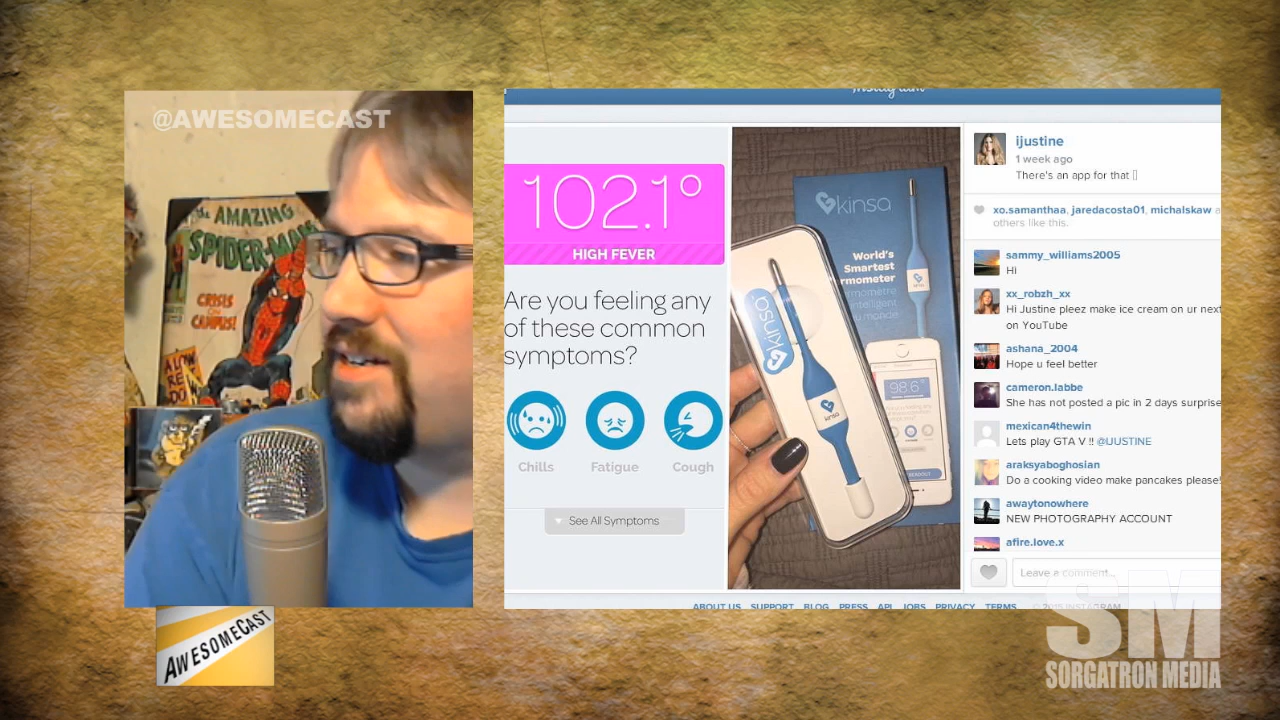 @AWESOMECAST
the AMAZING
SPIDER-MAN
CRISIS
ON
CAMPUS!
AWESOMECAST
Instagram
102.1°
HIGH FEVER
Are you feeling any
of these common
symptoms?
Chills
Fatigue
Cough
See All Symptoms
kinsa
World's
Smartest
rmometer
kinsa
98.6°
ijustine
1 week ago
There's an app for that
xo.samanthaa, jaredacosta01, michalskaw
others like this.
sammy_williams2005
Hi
xx_robzh_xx
Hi Justine pleez make ice cream on ur next
on YouTube
ashana_2004
Hope u feel better
cameron.labbe
She has not posted a pic in 2 days surprise
mexican4thewin
Lets play GTA V !! @IJUSTINE
araksyaboghosian
Do a cooking video make pancakes please!
awaytonowhere
NEW PHOTOGRAPHY ACCOUNT
afire.love.x
Leave a comment...
ABOUT US SUPPORT BLOG PRESS API JOBS PRIVACY TERMS © 2015 INSTAGRAM
SM
SORGATRON MEDIA